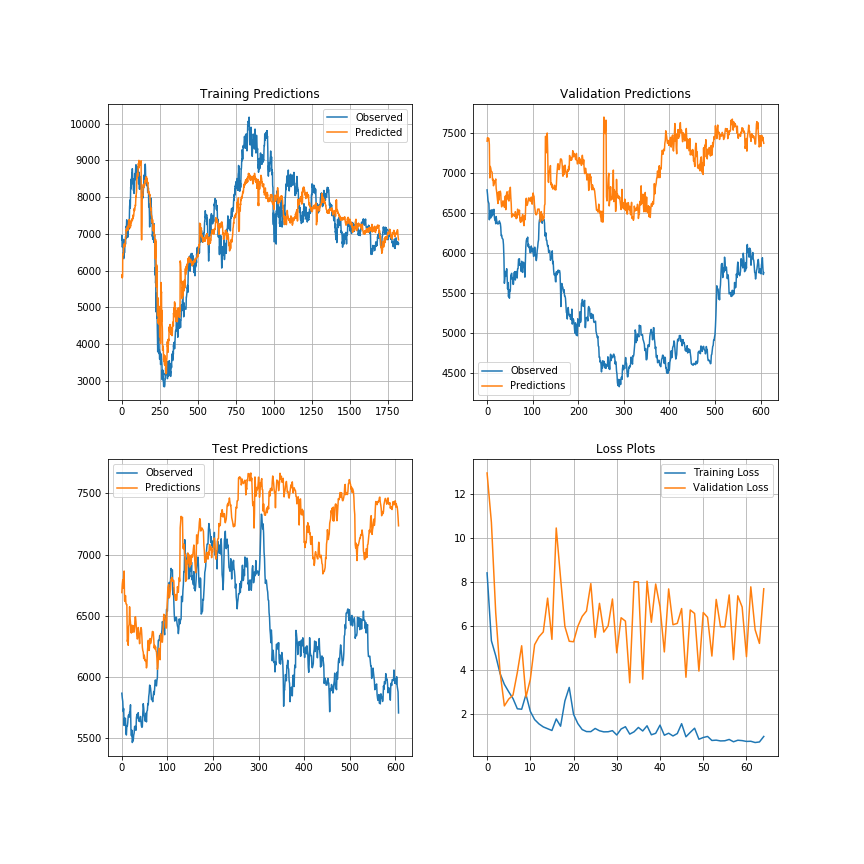 Training Predictions
Observed
Predicted
10000
9000
8000
7000
6000
5000
4000
3000
0 250 500 750 1000 1250 1500 1750
Validation Predictions
7500
7000
6500
6000
5500
5000
4500
Observed
Predictions
0 100 200 300 400 500 600
Test Predictions
Observed
Predictions
7500
7000
6500
6000
5500
0 100 200 300 400 500 600
Loss Plots
Training Loss
Validation Loss
12
10
8
6
4
2
0 10 20 30 40 50 60